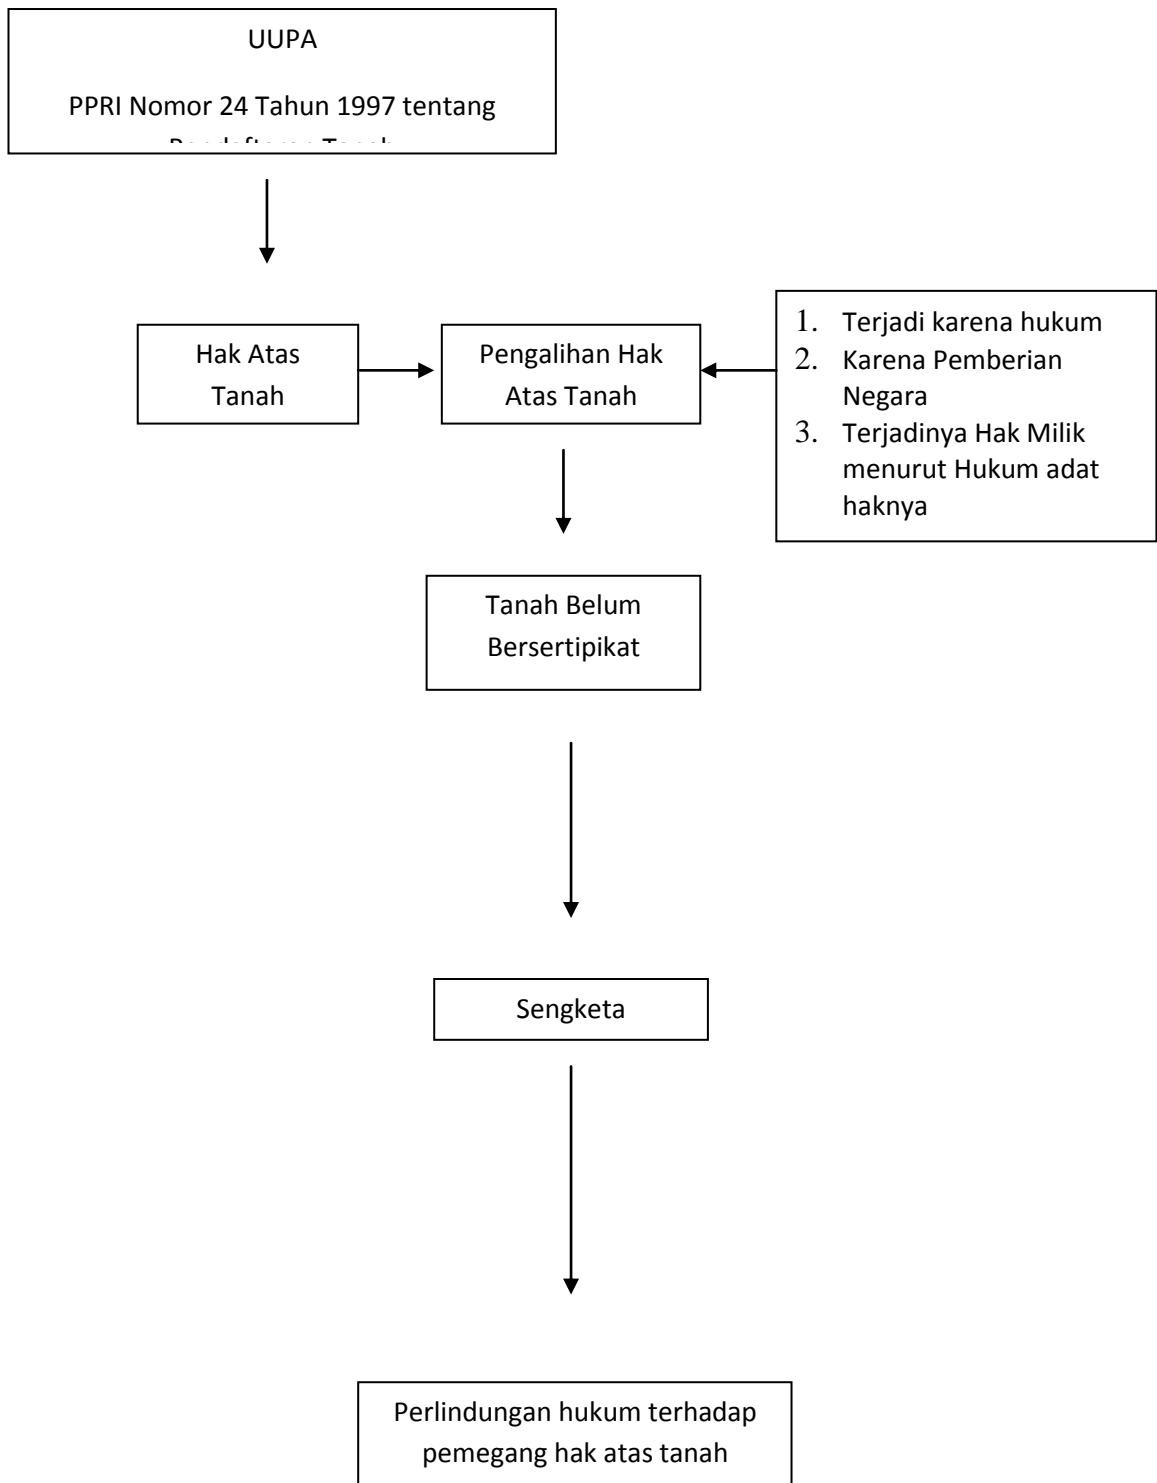 UUPA
PPRI Nomor 24 Tahun 1997 tentang
Pendaftaran Tanah
Hak Atas
Tanah
Pengalihan Hak
Atas Tanah
1. Terjadi karena hukum
2. Karena Pemberian
Negara
3. Terjadinya Hak Milik
menurut Hukum adat
haknya
Tanah Belum
Bersertipikat
Sengketa
Perlindungan hukum terhadap
pemegang hak atas tanah